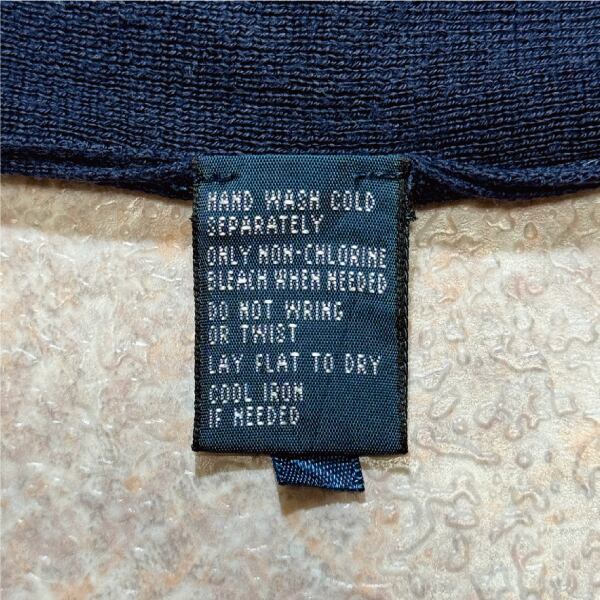 HAND WASH COLD
SEPARATELY
ONLY NON-CHLORINE
BLEACH WHEN NEEDED
DO NOT WRING
OR TWIST
LAY FLAT TO DRY
COOL IRON
IF NEEDED